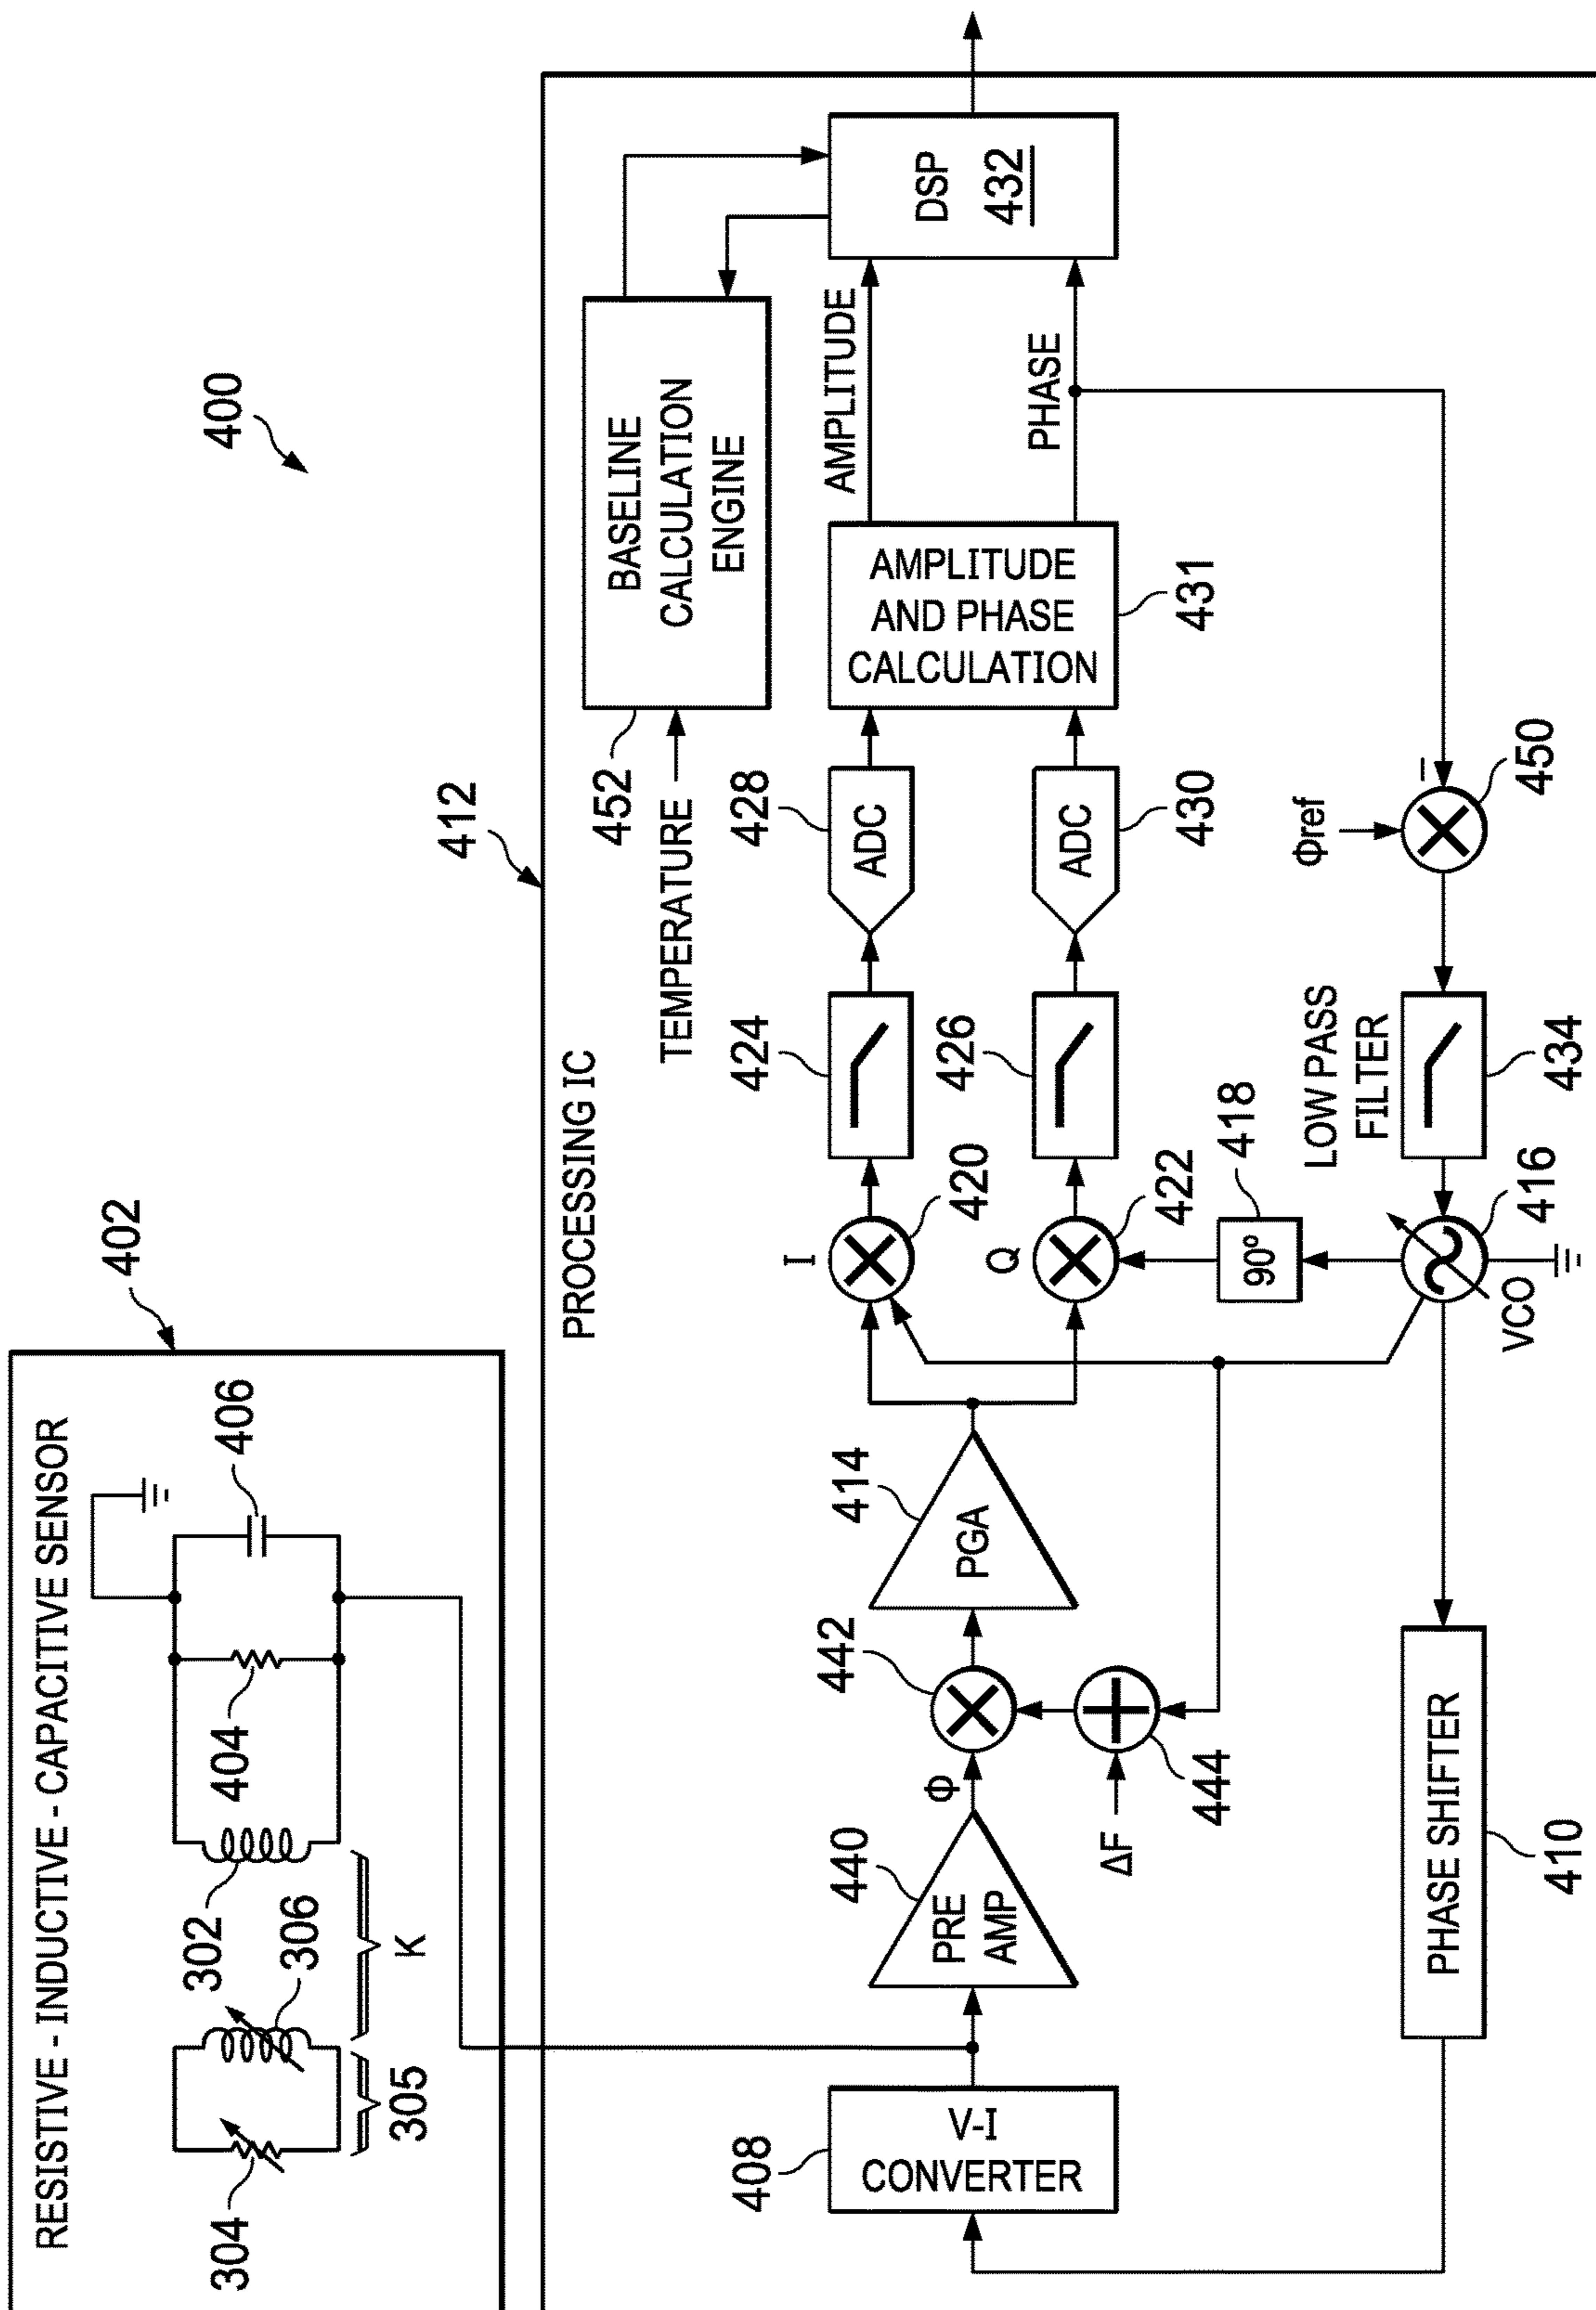 400
RESISTIVE - INDUCTIVE - CAPACITIVE SENSOR
402
304
305
306
302
K
404
406
412
PROCESSING IC
408
V-I
CONVERTER
440
PRE
AMP
Φ
442
ΔF
444
414
PGA
I
420
Q
422
418
90º
424
426
428
ADC
430
ADC
TEMPERATURE
452
BASELINE
CALCULATION
ENGINE
AMPLITUDE
AND PHASE
CALCULATION
431
AMPLITUDE
PHASE
DSP
432
410
PHASE SHIFTER
VCO
416
LOW PASS
FILTER
434
Φref
–
450